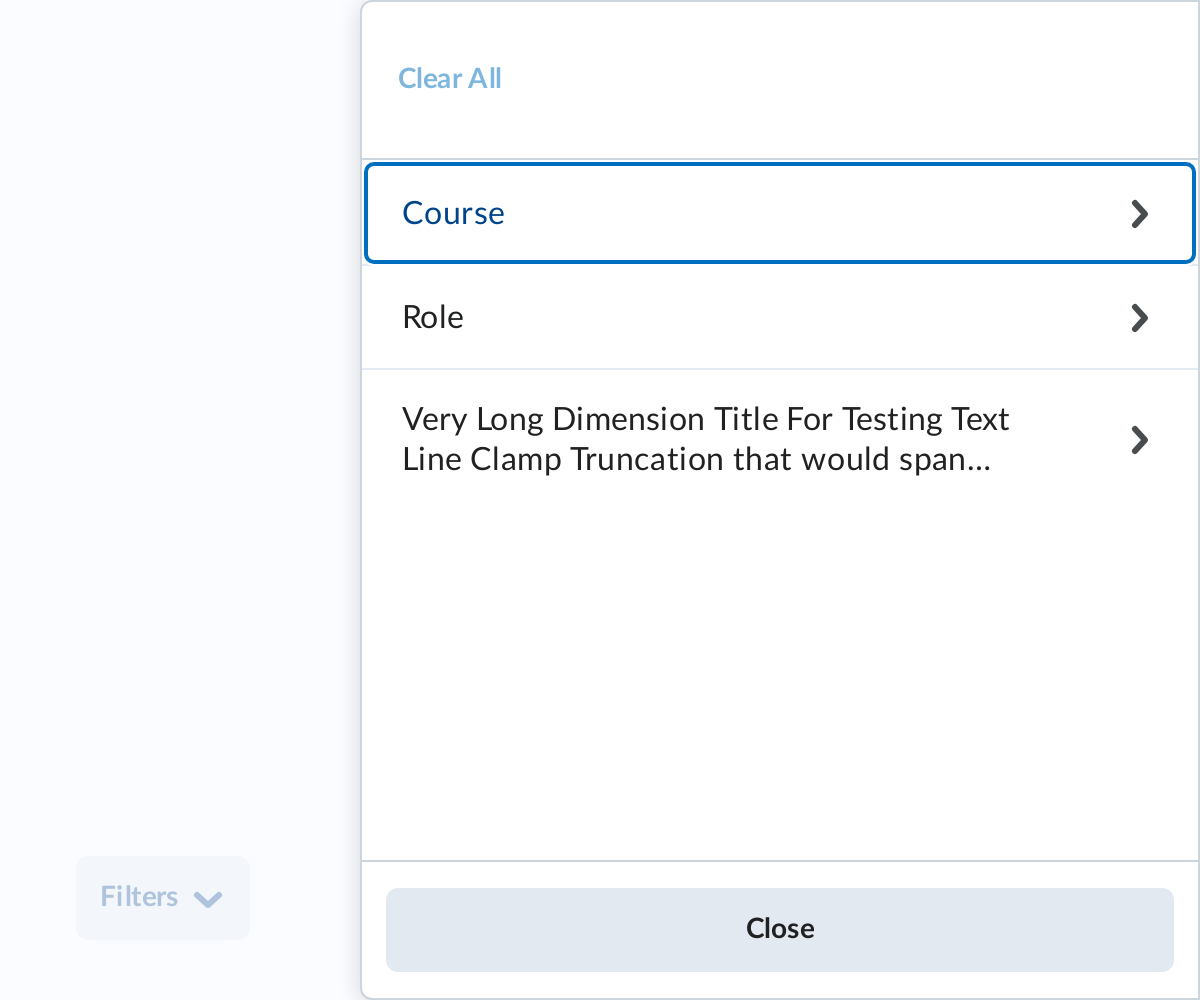 Clear All
Course
Role
Very Long Dimension Title For Testing Text
Line Clamp Truncation that would span...
Filters
Close